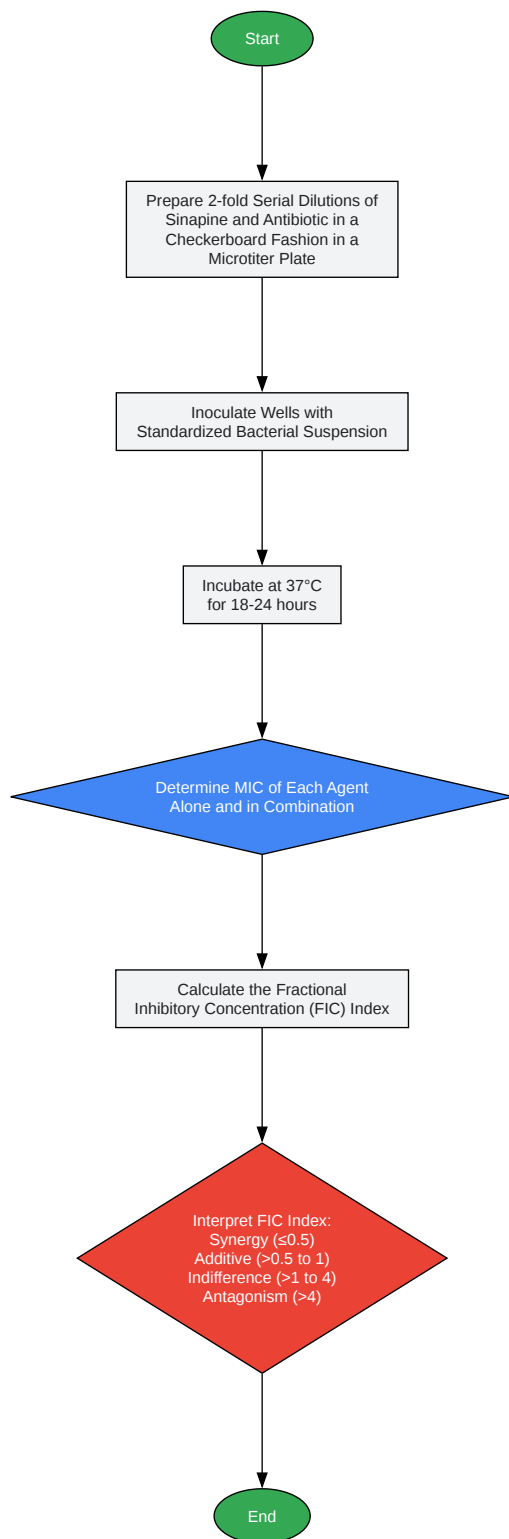 Start
Prepare 2-fold Serial Dilutions of
Sinapine and Antibiotic in a
Checkerboard Fashion in a
Microtiter Plate
Inoculate Wells with
Standardized Bacterial Suspension
Incubate at 37°C
for 18-24 hours
Determine MIC of Each Agent
Alone and in Combination
Calculate the Fractional
Inhibitory Concentration (FIC) Index
Interpret FIC Index:
Synergy (≤0.5)
Additive (>0.5 to 1)
Indifference (>1 to 4)
Antagonism (>4)
End